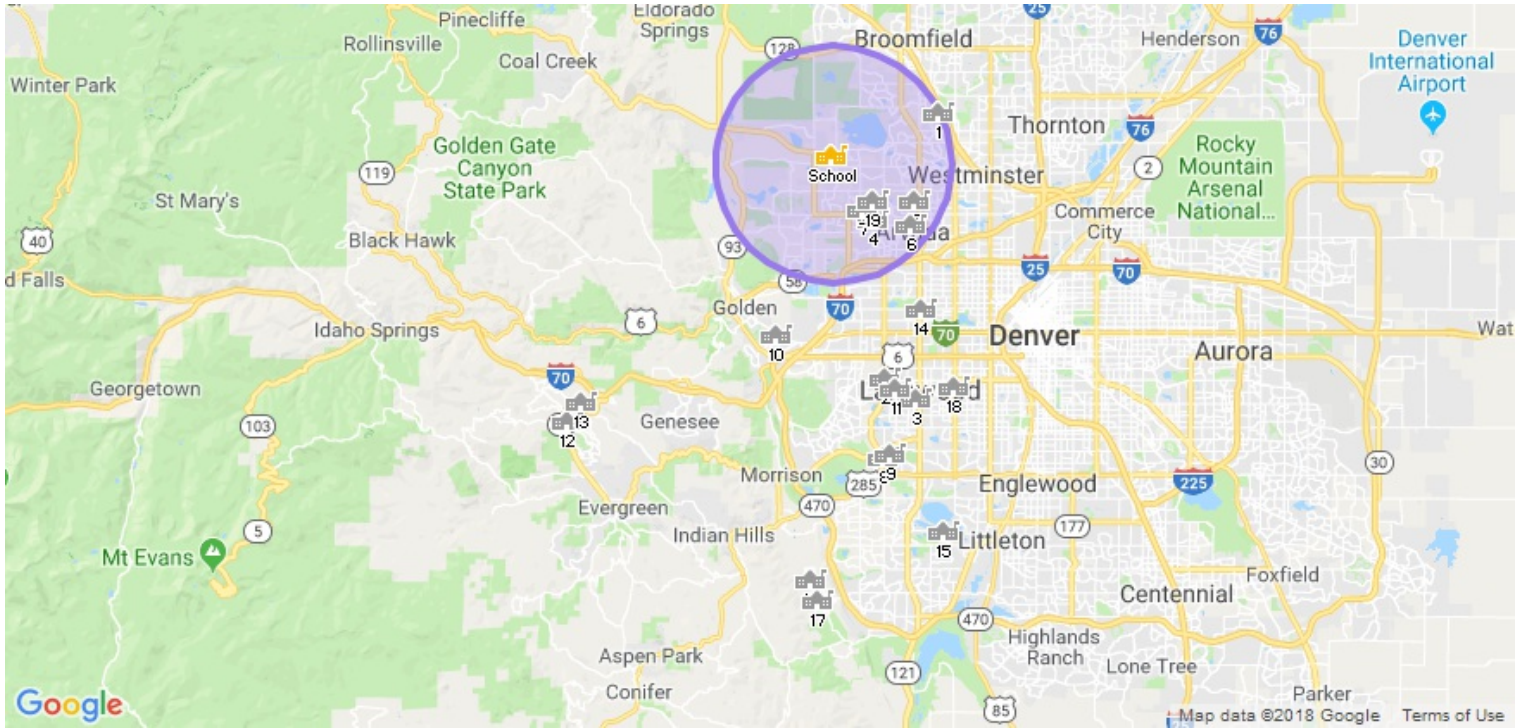 Pinecliffe
Eldorado
Springs
Rollinsville
Coal Creek
128
Broomfield
25
76
Henderson
Denver
International
Airport
Winter Park
1
Thornton
76
Golden Gate
Canyon
State Park
119
School
Westminster
2
Rocky
Mountain
Arsenal
National...
St Mary's
Commerce
City
19
4
6
40
Black Hawk
93
d Falls
58
25
70
Golden
70
14
70
Denver
Wat
Idaho Springs
6
10
6
Aurora
Georgetown
70
11
3
18
103
13
12
Genesee
30
Morrison
285
9
Englewood
225
Evergreen
470
177
5
Indian Hills
15
Littleton
Mt Evans
Foxfield
17
Centennial
470
Highlands
Ranch
Aspen Park
121
Lone Tree
Conifer
85
Parker
Google
Map data ©2018 Google
Terms of Use